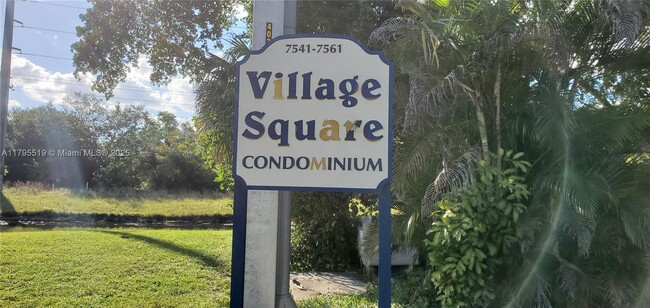 7541-7561
Village
Square
CONDOMINIUM
A11795519 © Miami MLS © 2025